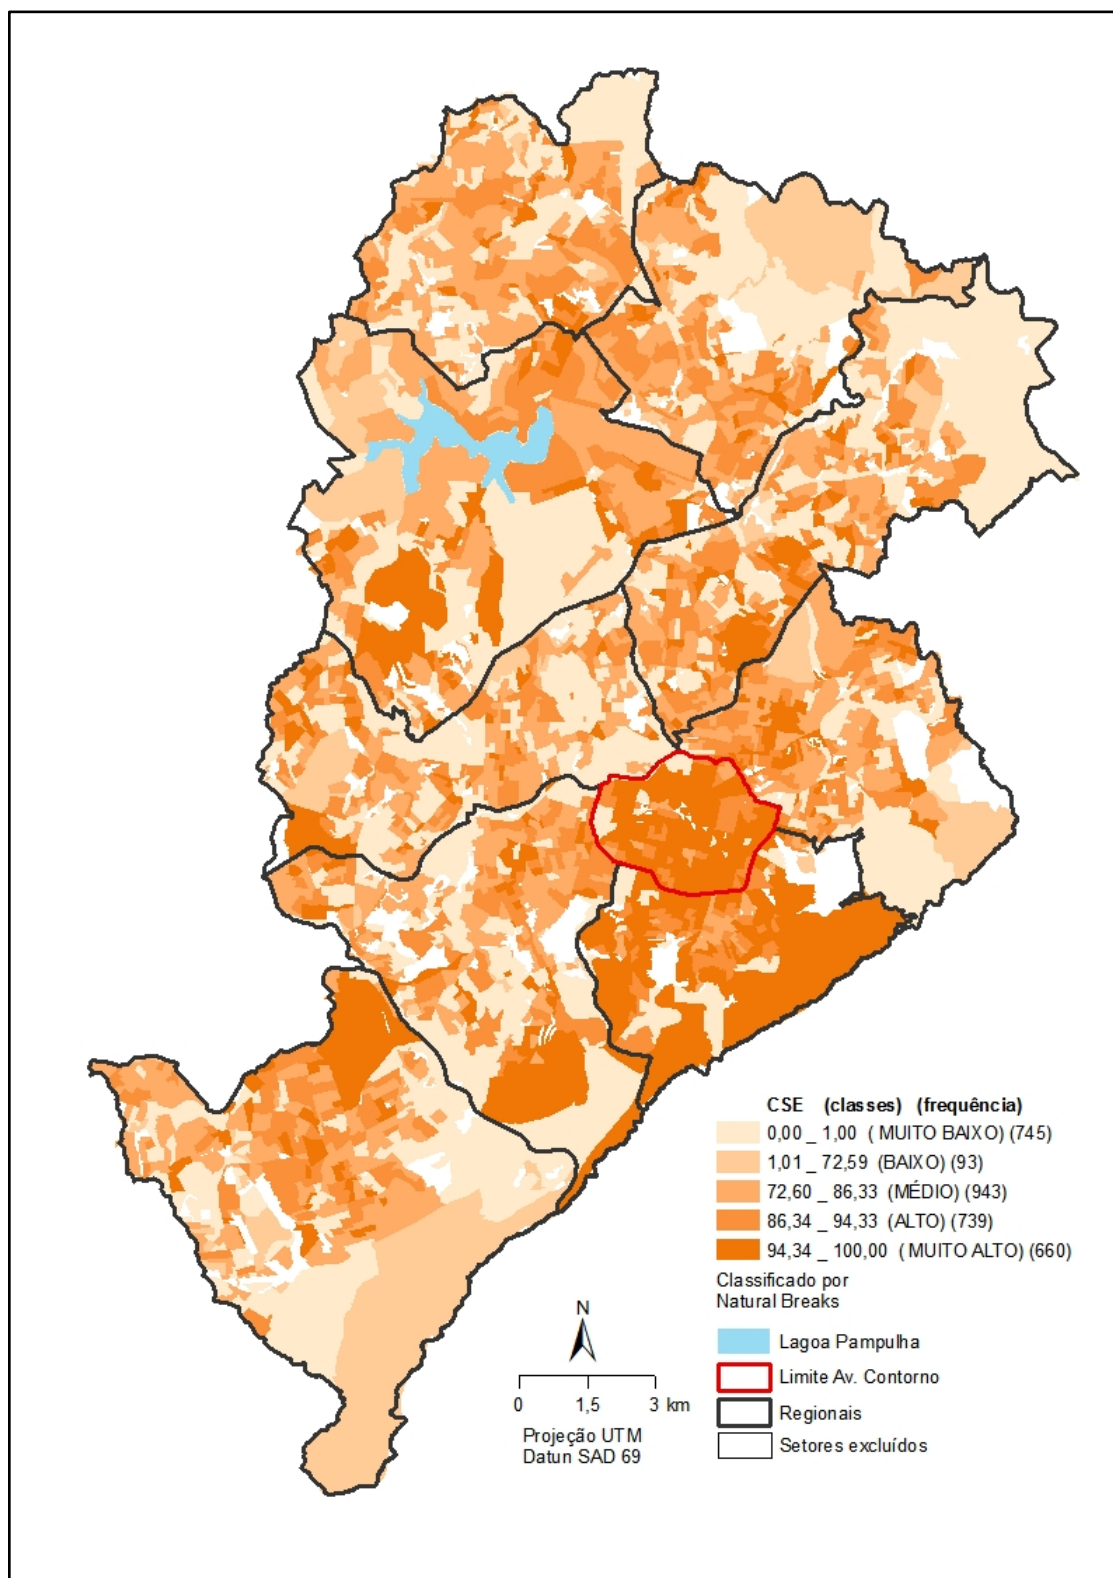 CSE (classes) (frequência)
0,00 _ 1,00 ( MUITO BAIXO) (745)
1,01 _ 72,59 (BAIXO) (93)
72,60 _ 86,33 (MÉDIO) (943)
86,34 _ 94,33 (ALTO) (739)
94,34 _ 100,00 ( MUITO ALTO) (660)
Classificado por
Natural Breaks
Lagoa Pampulha
Limite Av. Contorno
Regionais
Setores excluídos
N
0 1,5 3 km
Projeção UTM
Datun SAD 69